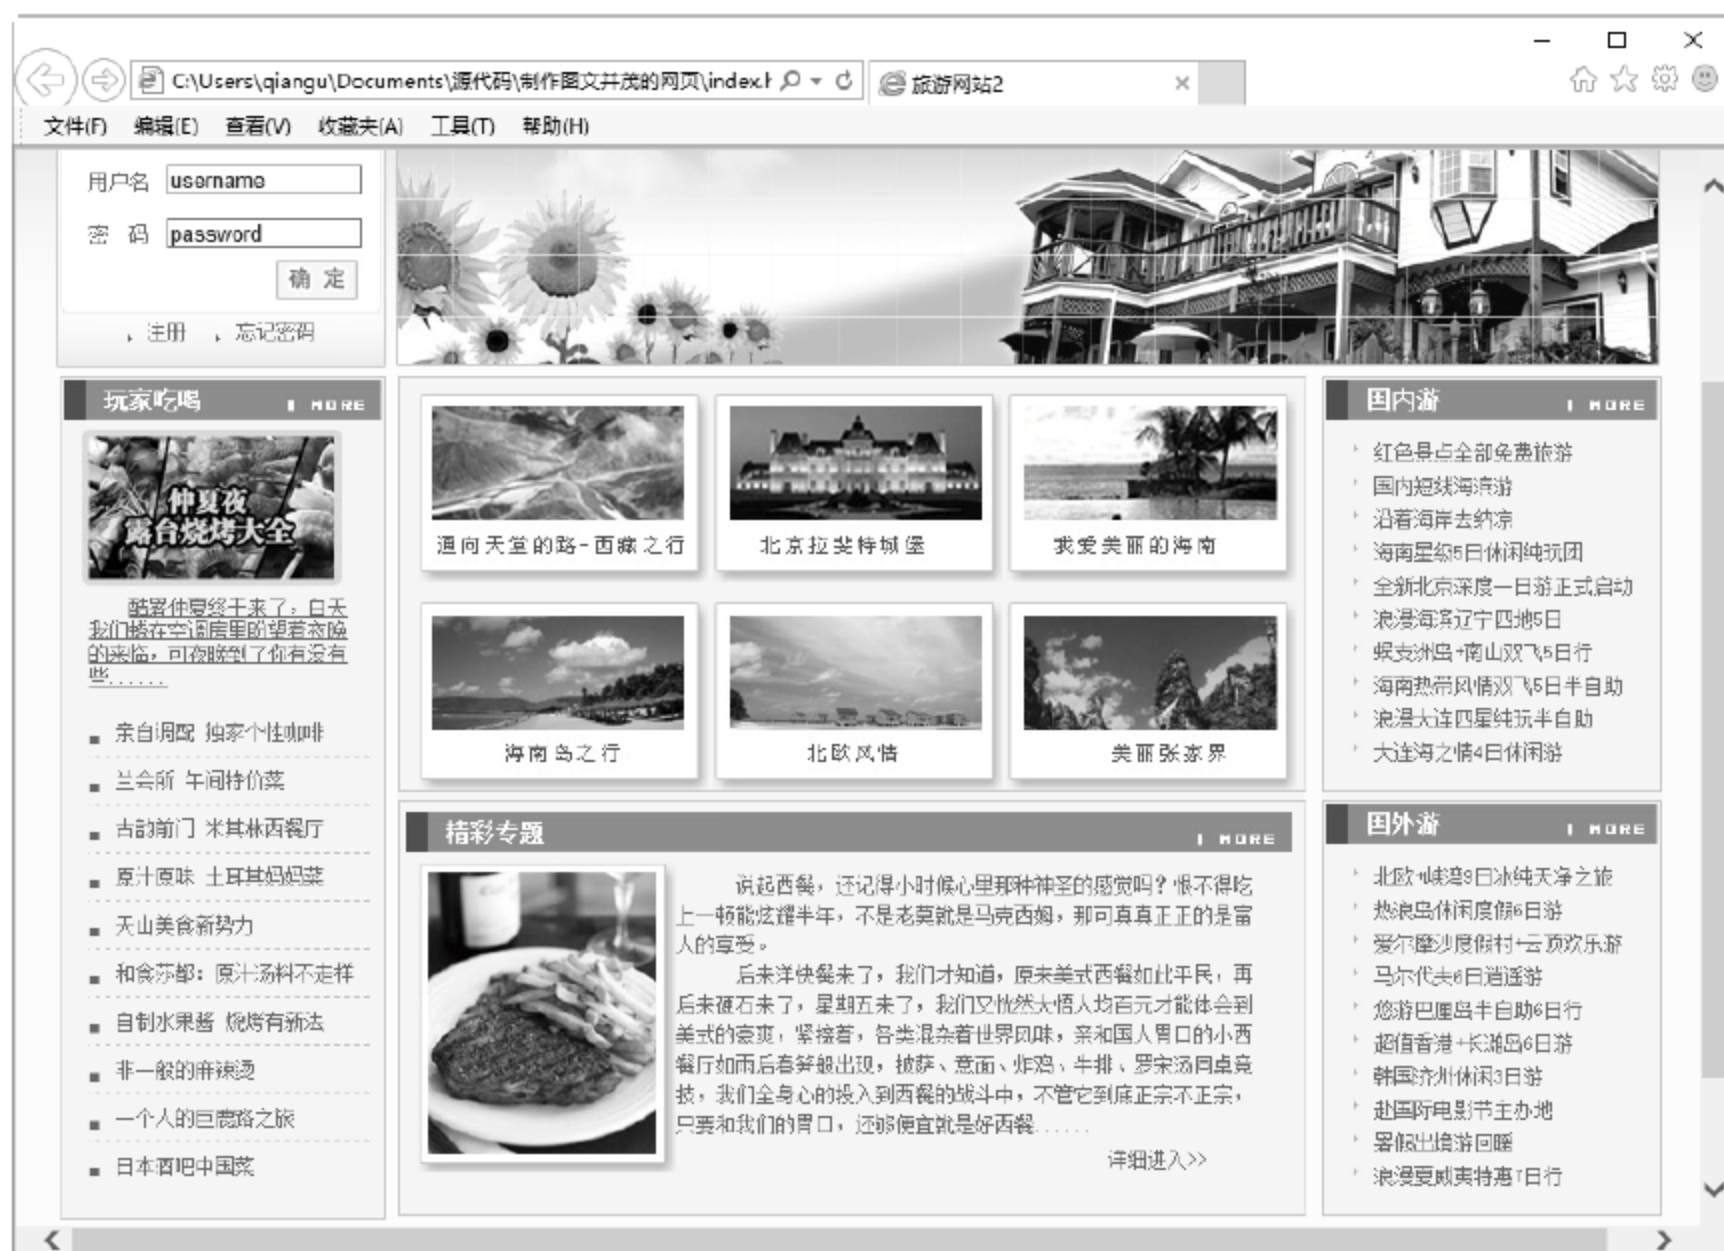 C:\Users\qiangu\Documents\源代码\制作图文并茂的网页\index.h
旅游网站2
文件(F) 编辑(E) 查看(V) 收藏夹(A) 工具(T) 帮助(H)
用户名 username
密 码 password
确 定
注册 忘记密码
玩家吃喝 MORE
仲夏夜
露台烧烤大全
酷暑仲夏终于来了，白天
我们蜷在空调房里盼望着夜晚
的来临，可夜晚到了你有没有
些......
亲自调配 独家个性咖啡
兰会所 午间特价菜
古韵前门 米其林西餐厅
原汁原味 土耳其妈妈菜
天山美食新势力
和食莎都：原汁汤料不走样
自制水果酱 烧烤有新法
非一般的麻辣烫
一个人的巨鹿路之旅
日本酒吧中国菜
通向天堂的路-西藏之行
北京拉斐特城堡
我爱美丽的海南
海南岛之行
北欧风情
美丽张家界
精彩专题 MORE
说起西餐，还记得小时候心里那种神圣的感觉吗？恨不得吃
上一顿能炫耀半年，不是老莫就是马克西姆，那可真真正正的是富
人的享受。
后来洋快餐来了，我们才知道，原来美式西餐如此平民，再
后来硬石来了，星期五来了，我们又恍然大悟人均百元才能体会到
美式的豪爽，紧接着，各类混杂着世界风味，亲和国人胃口的小西
餐厅如雨后春笋般出现，披萨、意面、炸鸡、牛排、罗宋汤同桌竞
技，我们全身心的投入到西餐的战斗中，不管它到底正宗不正宗，
只要和我们的胃口，还够便宜就是好西餐......
详细进入>>
国内游 MORE
红色景点全部免费旅游
国内短线海滨游
沿着海岸去纳凉
海南星级5日休闲纯玩团
全新北京深度一日游正式启动
浪漫海滨辽宁四地5日
蜈支洲岛+南山双飞5日行
海南热带风情双飞5日半自助
浪漫大连四星纯玩半自助
大连海之情4日休闲游
国外游 MORE
北欧+峡湾9日冰纯天净之旅
热浪岛休闲度假6日游
爱尔摩沙度假村+云顶欢乐游
马尔代夫6日逍遥游
悠游巴厘岛半自助6日行
超值香港+长滩岛6日游
韩国济州休闲3日游
赴国际电影节主办地
暑假出境游回暖
浪漫夏威夷特惠7日行